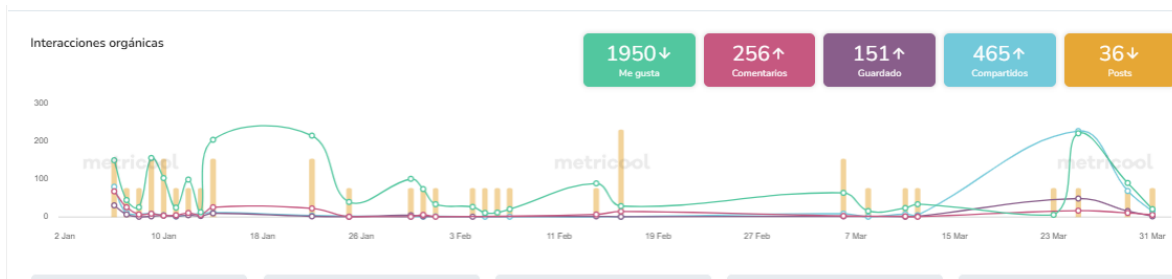 Interacciones orgánicas
1950↓
Me gusta
256↑
Comentarios
151↑
Guardado
465↑
Compartidos
36↓
Posts
300
200
100
0
metricool
metricool
metricool
2 Jan
10 Jan
18 Jan
26 Jan
3 Feb
11 Feb
19 Feb
27 Feb
7 Mar
15 Mar
23 Mar
31 Mar